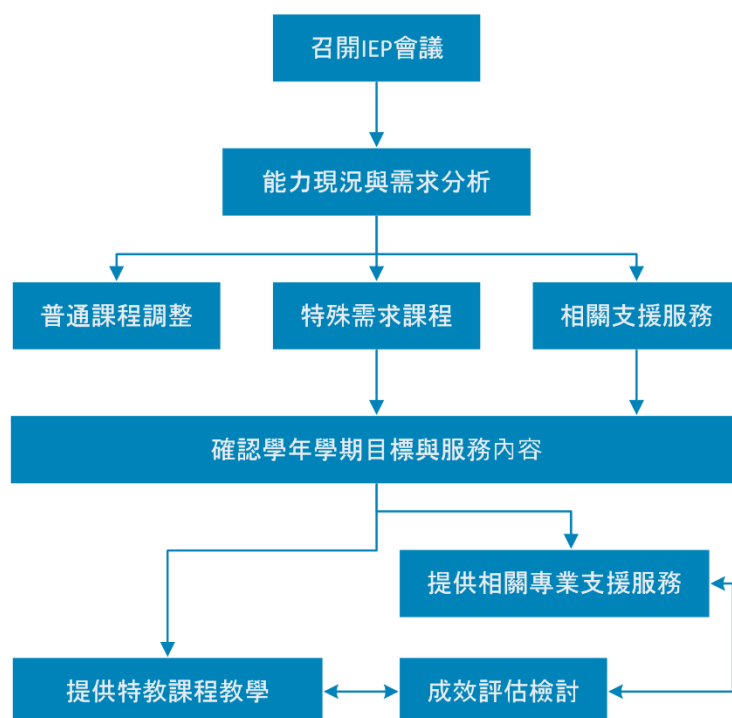 召開IEP會議
能力現況與需求分析
普通課程調整
特殊需求課程
相關支援服務
確認學年學期目標與服務內容
提供相關專業支援服務
提供特教課程教學
成效評估檢討